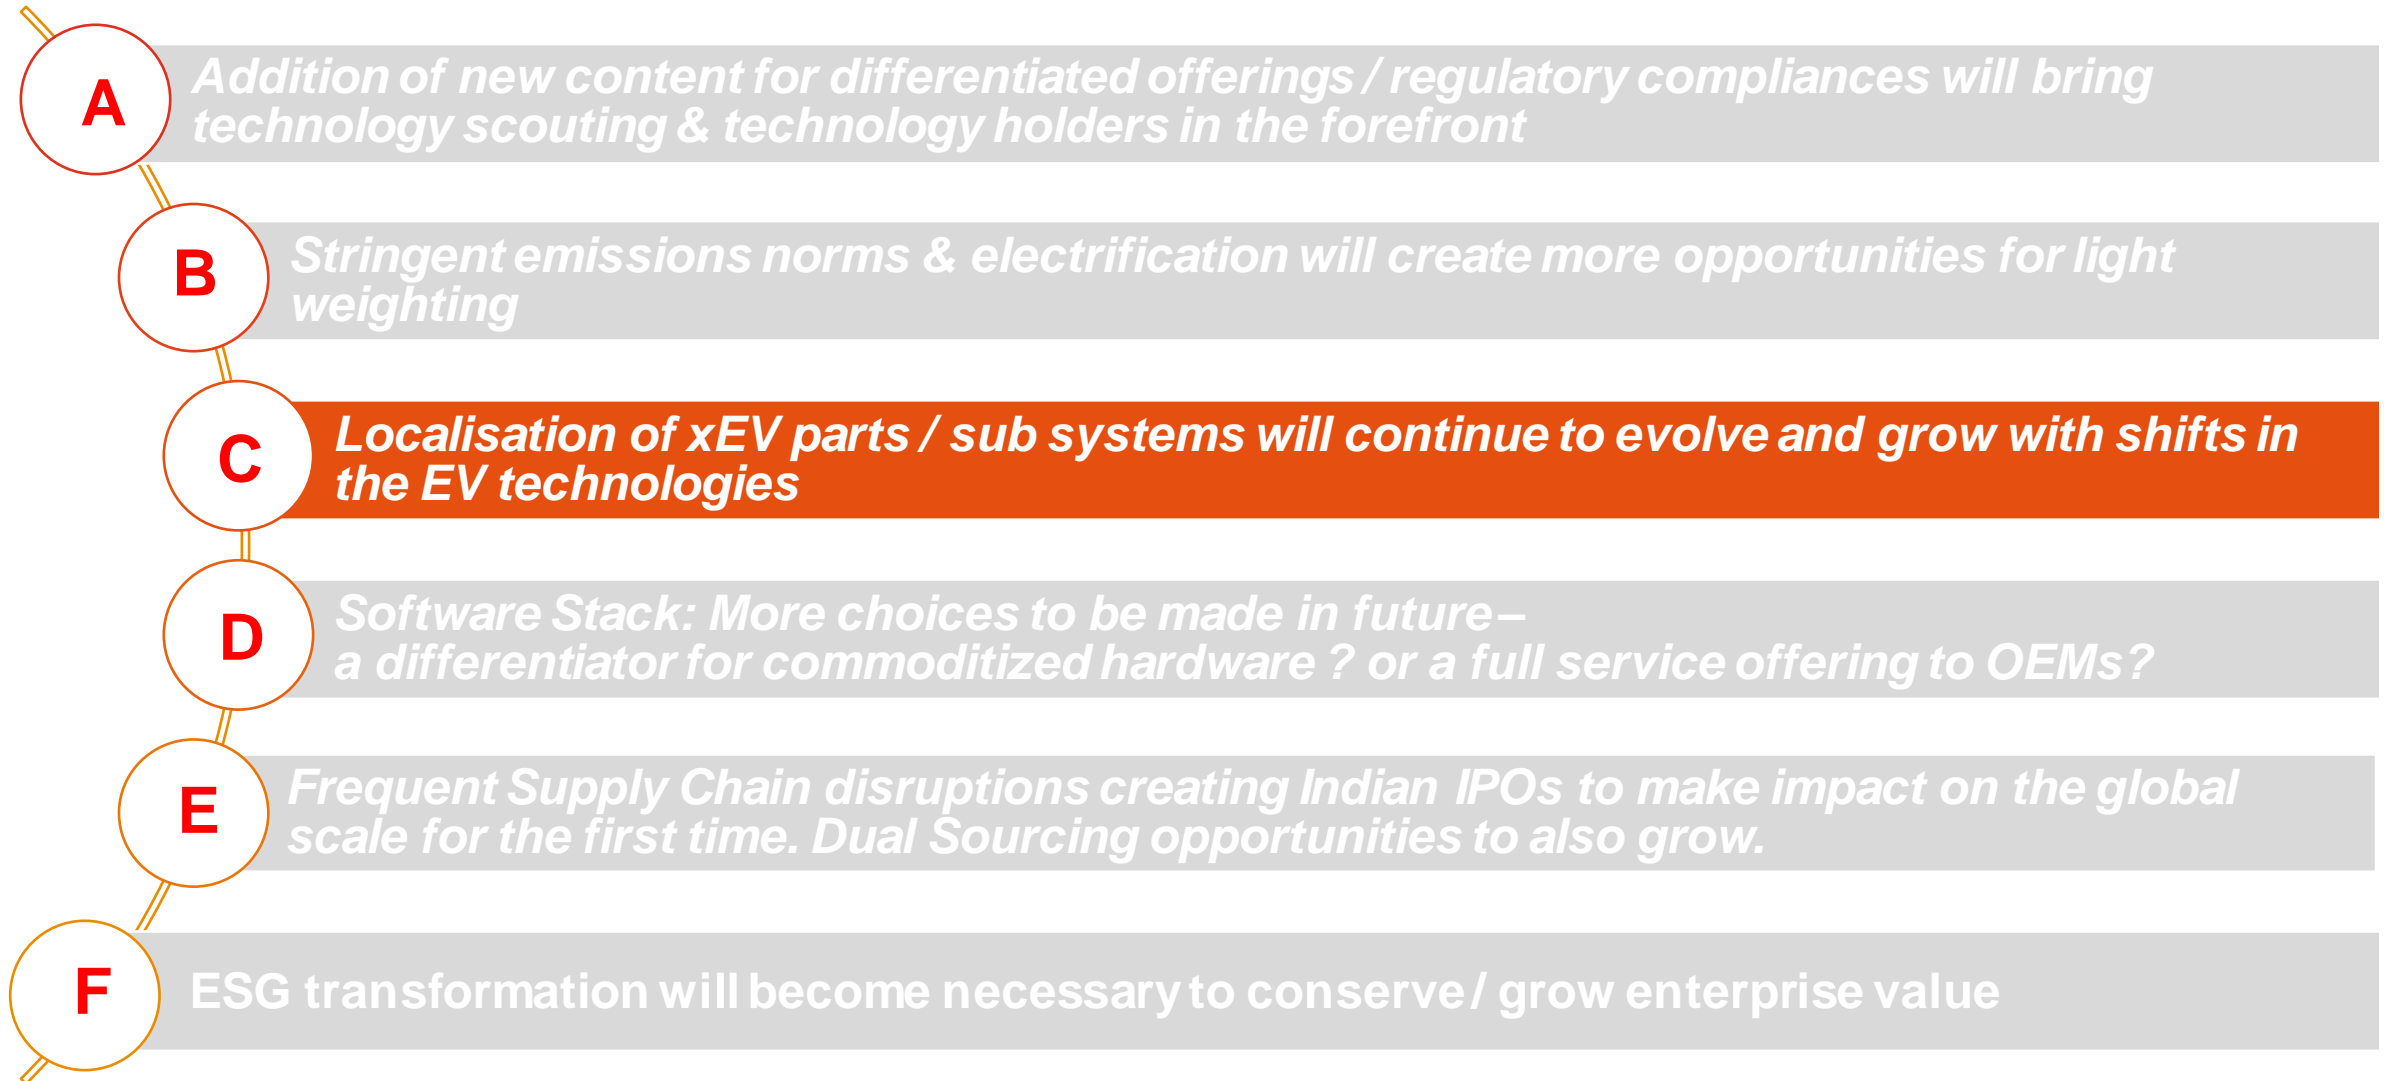 A
Addition of new content for differentiated offerings / regulatory compliances will bring
technology scouting & technology holders in the forefront
B
Stringent emissions norms & electrification will create more opportunities for light
weighting
C
Localisation of xEV parts / sub systems will continue to evolve and grow with shifts in
the EV technologies
D
Software Stack: More choices to be made in future –
a differentiator for commoditized hardware ? or a full service offering to OEMs?
E
Frequent Supply Chain disruptions creating Indian IPOs to make impact on the global
scale for the first time. Dual Sourcing opportunities to also grow.
F
ESG transformation will become necessary to conserve / grow enterprise value